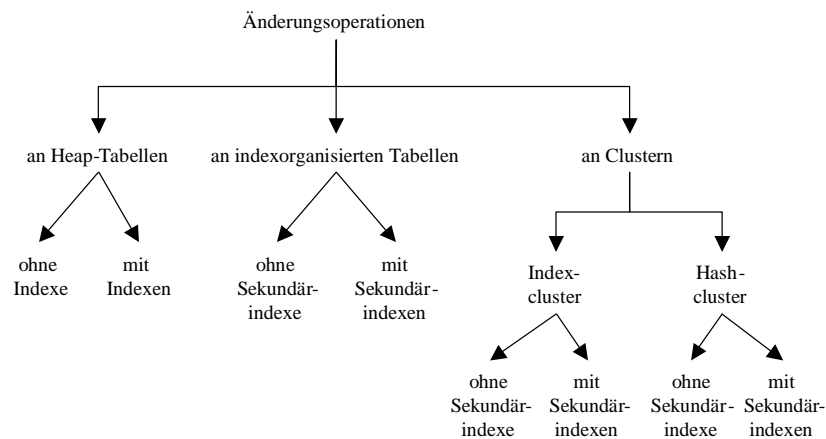 Änderungsoperationen
an Heap-Tabellen
an indexorganisierten Tabellen
an Clustern
ohne
Indexe
mit
Indexen
ohne
Sekundär-
indexe
mit
Sekundär-
indexen
Index-
cluster
Hash-
cluster
ohne
Sekundär-
indexe
mit
Sekundär-
indexen
ohne
Sekundär-
indexe
mit
Sekundär-
indexen